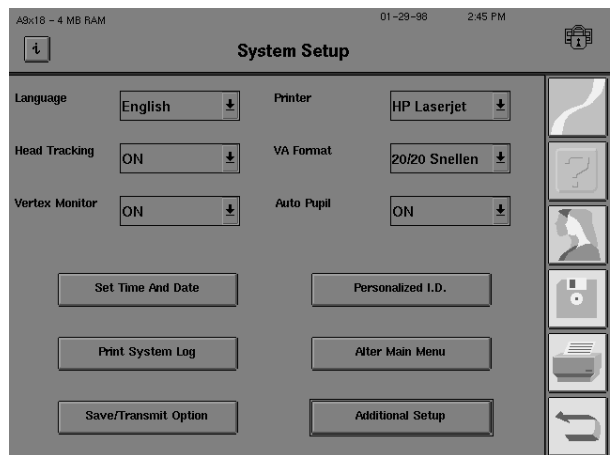 A9x18 - 4 MB RAM
01-29-98 2:45 PM
i
System Setup
Language English Printer HP Laserjet
Head Tracking ON VA Format 20/20 Snellen
Vertex Monitor ON Auto Pupil ON
Set Time And Date Personalized I.D.
Print System Log Alter Main Menu
Save/Transmit Option Additional Setup
?